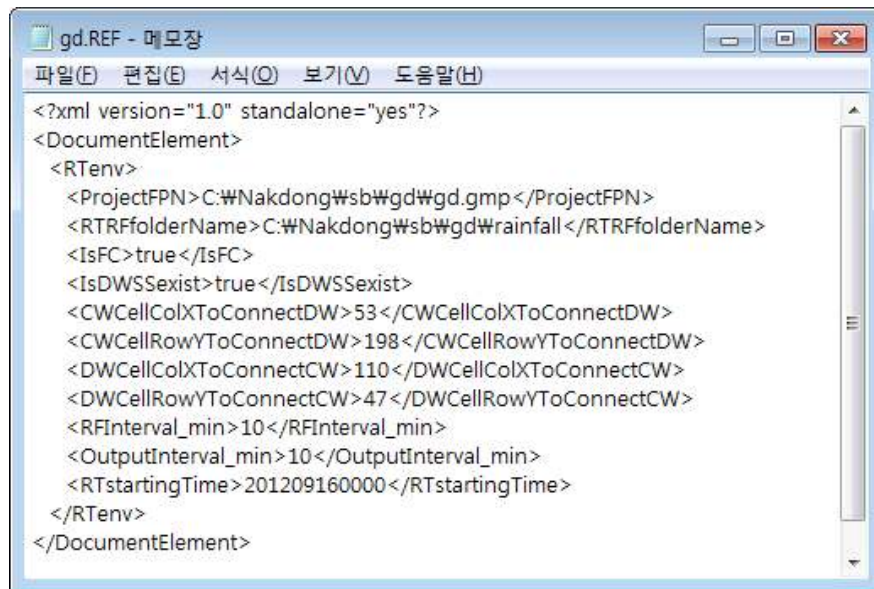 gd.REF - 메모장
파일(F) 편집(E) 서식(O) 보기(V) 도움말(H)
<?xml version="1.0" standalone="yes"?>
<DocumentElement>
<RTenv>
<ProjectFPN>C:₩Nakdong₩sb₩gd₩gd.gmp</ProjectFPN>
<RTRFfolderName>C:₩Nakdong₩sb₩gd₩rainfall</RTRFfolderName>
<IsFC>true</IsFC>
<IsDWSSexist>true</IsDWSSexist>
<CWCellColXToConnectDW>53</CWCellColXToConnectDW>
<CWCellRowYToConnectDW>198</CWCellRowYToConnectDW>
<DWCellColXToConnectCW>110</DWCellColXToConnectCW>
<DWCellRowYToConnectCW>47</DWCellRowYToConnectCW>
<RFInterval_min>10</RFInterval_min>
<OutputInterval_min>10</OutputInterval_min>
<RTstartingTime>201209160000</RTstartingTime>
</RTenv>
</DocumentElement>